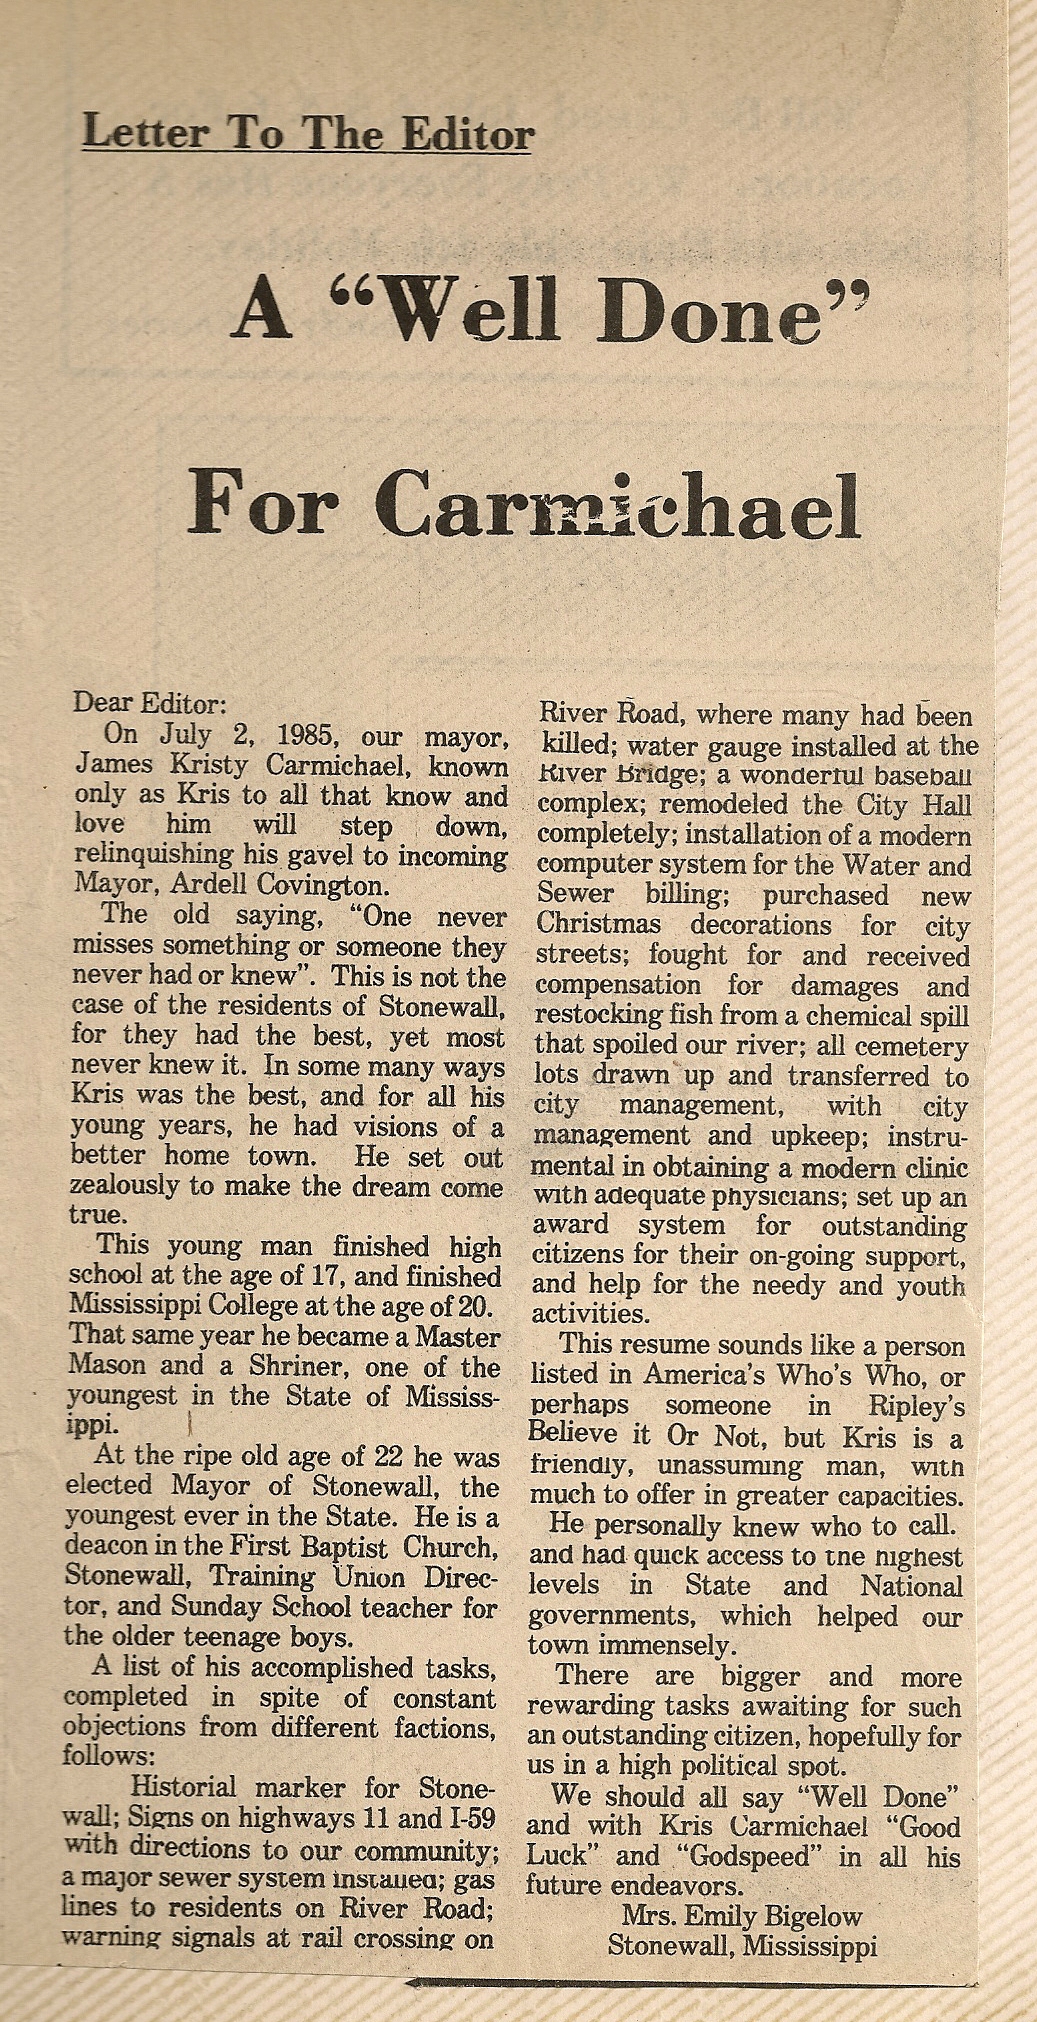 Letter To The Editor
A “Well Done”
For Carmichael
Dear Editor:
On July 2, 1985, our mayor,
James Kristy Carmichael, known
only as Kris to all that know and
love him will step down,
relinquishing his gavel to incoming
Mayor, Ardell Covington.
The old saying, “One never
misses something or someone they
never had or knew”. This is not the
case of the residents of Stonewall,
for they had the best, yet most
never knew it. In some many ways
Kris was the best, and for all his
young years, he had visions of a
better home town. He set out
zealously to make the dream come
true.
This young man finished high
school at the age of 17, and finished
Mississippi College at the age of 20.
That same year he became a Master
Mason and a Shriner, one of the
youngest in the State of Mississ-
ippi.
At the ripe old age of 22 he was
elected Mayor of Stonewall, the
youngest ever in the State. He is a
deacon in the First Baptist Church,
Stonewall, Training Union Direc-
tor, and Sunday School teacher for
the older teenage boys.
A list of his accomplished tasks,
completed in spite of constant
objections from different factions,
follows:
Historial marker for Stone-
wall; Signs on highways 11 and I-59
with directions to our community;
a major sewer system installed; gas
lines to residents on River Road;
warning signals at rail crossing on
River Road, where many had been
killed; water gauge installed at the
River Bridge; a wonderful baseball
complex; remodeled the City Hall
completely; installation of a modern
computer system for the Water and
Sewer billing; purchased new
Christmas decorations for city
streets; fought for and received
compensation for damages and
restocking fish from a chemical spill
that spoiled our river; all cemetery
lots drawn up and transferred to
city management, with city
management and upkeep; instru-
mental in obtaining a modern clinic
with adequate physicians; set up an
award system for outstanding
citizens for their on-going support,
and help for the needy and youth
activities.
This resume sounds like a person
listed in America's Who's Who, or
perhaps someone in Ripley's
Believe it Or Not, but Kris is a
friendly, unassuming man, with
much to offer in greater capacities.
He personally knew who to call.
and had quick access to the highest
levels in State and National
governments, which helped our
town immensely.
There are bigger and more
rewarding tasks awaiting for such
an outstanding citizen, hopefully for
us in a high political spot.
We should all say “Well Done”
and with Kris Carmichael “Good
Luck” and “Godspeed” in all his
future endeavors.
Mrs. Emily Bigelow
Stonewall, Mississippi